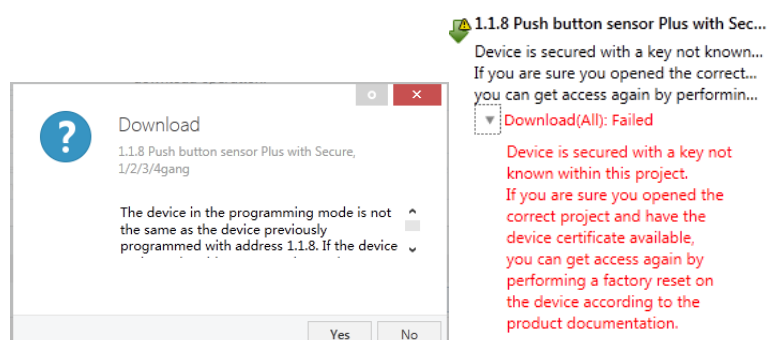 Download
1.1.8 Push button sensor Plus with Secure,
1/2/3/4gang
The device in the programming mode is not
the same as the device previously
programmed with address 1.1.8. If the device
Yes No
1.1.8 Push button sensor Plus with Sec...
Device is secured with a key not known...
If you are sure you opened the correct...
you can get access again by performin...
Download(All): Failed
Device is secured with a key not
known within this project.
If you are sure you opened the
correct project and have the
device certificate available,
you can get access again by
performing a factory reset on
the device according to the
product documentation.